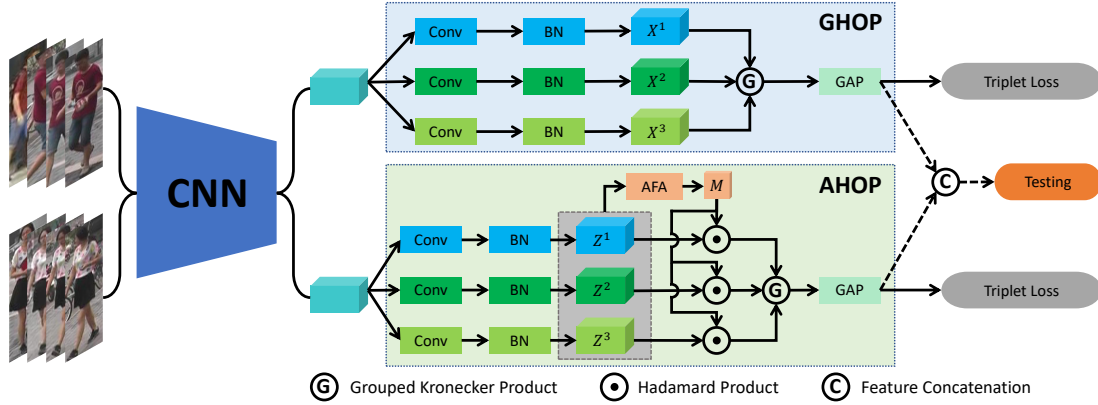 GHOP
Conv BN X¹
Conv BN X² G GAP Triplet Loss
Conv BN X³
CNN
AHOP
AFA M
C Testing
Conv BN Z¹
Conv BN Z² G GAP Triplet Loss
Conv BN Z³
G Grouped Kronecker Product Hadamard Product C Feature Concatenation